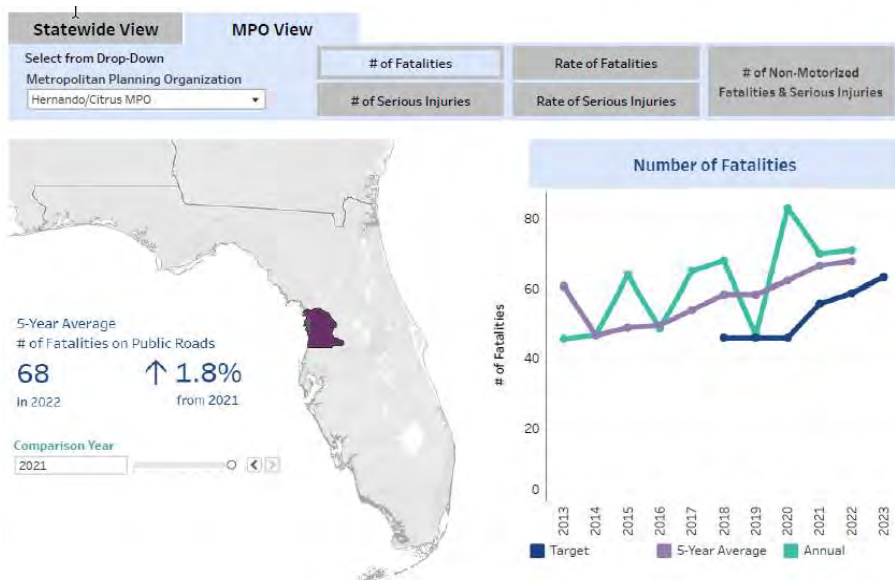 Statewide View
MPO View
Select from Drop-Down
Metropolitan Planning Organization
Hernando/Citrus MPO
# of Fatalities
Rate of Fatalities
# of Non-Motorized
Fatalities & Serious Injuries
# of Serious Injuries
Rate of Serious Injuries
5-Year Average
# of Fatalities on Public Roads
68
↑ 1.8%
in 2022
from 2021
Comparison Year
2021
Number of Fatalities
# of Fatalities
80
60
40
20
0
2013
2014
2015
2016
2017
2018
2019
2020
2021
2022
2023
Target
5-Year Average
Annual